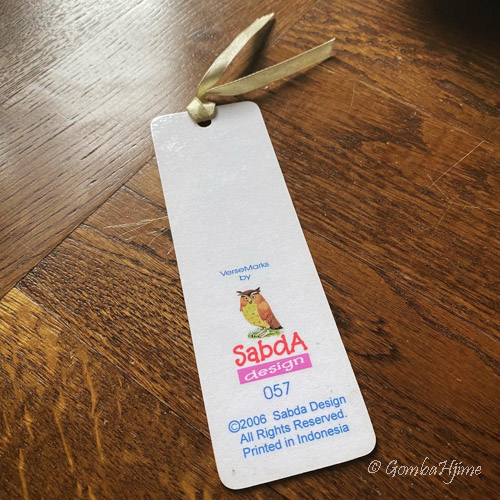 VerseMarks
by
SabdA
design
057
©2006 Sabda Design
All Rights Reserved.
Printed in Indonesia
© GombaHjime